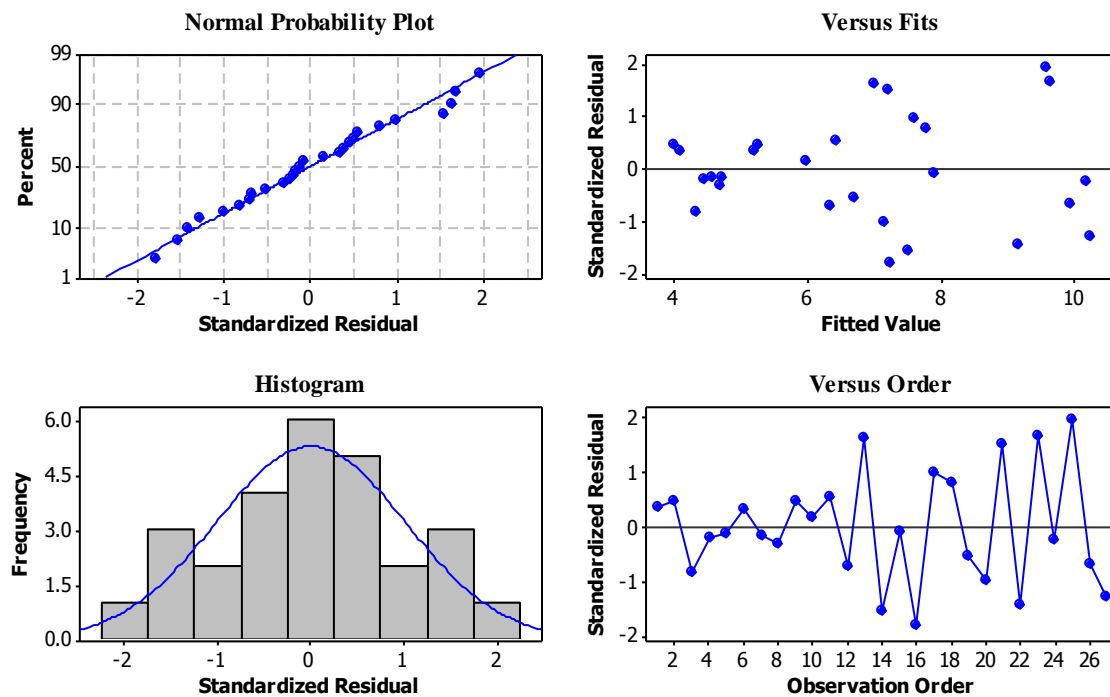 Normal Probability Plot
99
90
50
10
1
Percent
-2 -1 0 1 2
Standardized Residual
Versus Fits
2
1
0
-1
-2
Standardized Residual
4 6 8 10
Fitted Value
Histogram
6.0
4.5
3.0
1.5
0.0
Frequency
-2 -1 0 1 2
Standardized Residual
Versus Order
2
1
0
-1
-2
Standardized Residual
2 4 6 8 10 12 14 16 18 20 22 24 26
Observation Order